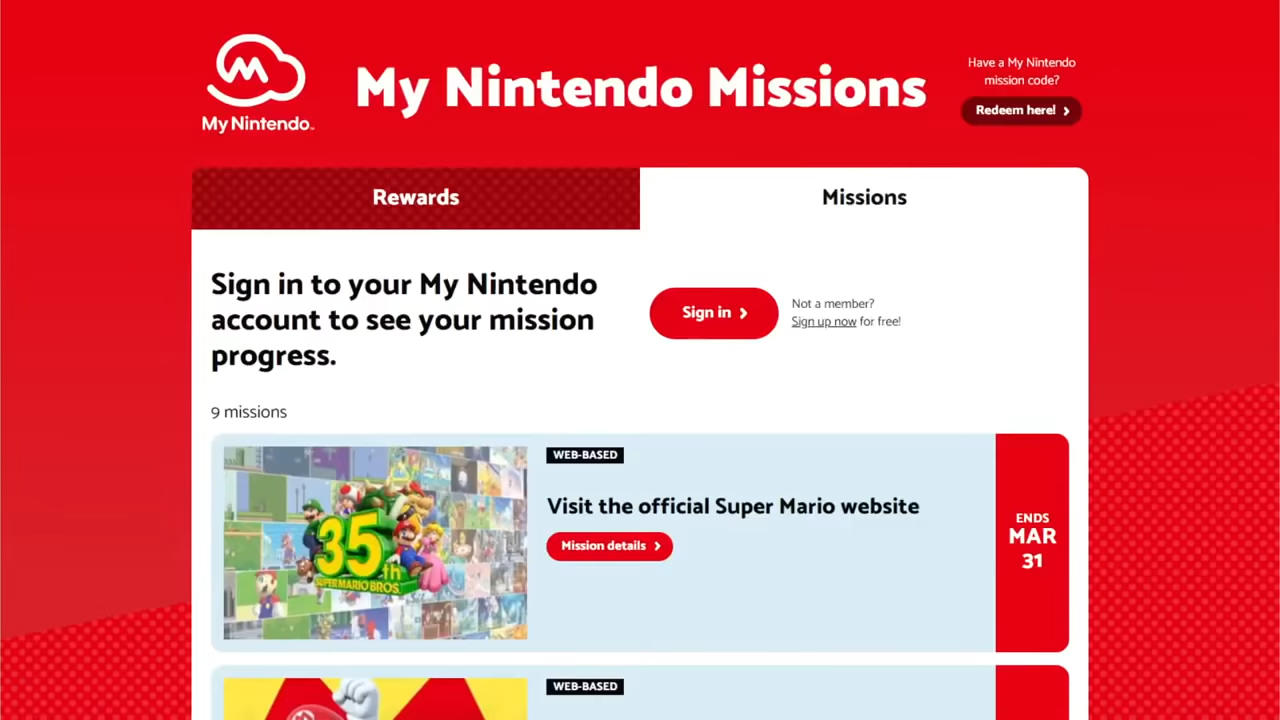 My Nintendo™
My Nintendo Missions
Have a My Nintendo
mission code?
Redeem here!
Rewards
Missions
Sign in to your My Nintendo
account to see your mission
progress.
Sign in
Not a member?
Sign up now for free!
9 missions
35th
SUPER MARIO BROS.
WEB-BASED
Visit the official Super Mario website
Mission details
ENDS
MAR
31
WEB-BASED